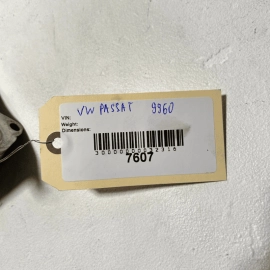 VW PASSAT 9960
VIN:
Weight:
Dimensions:
7607